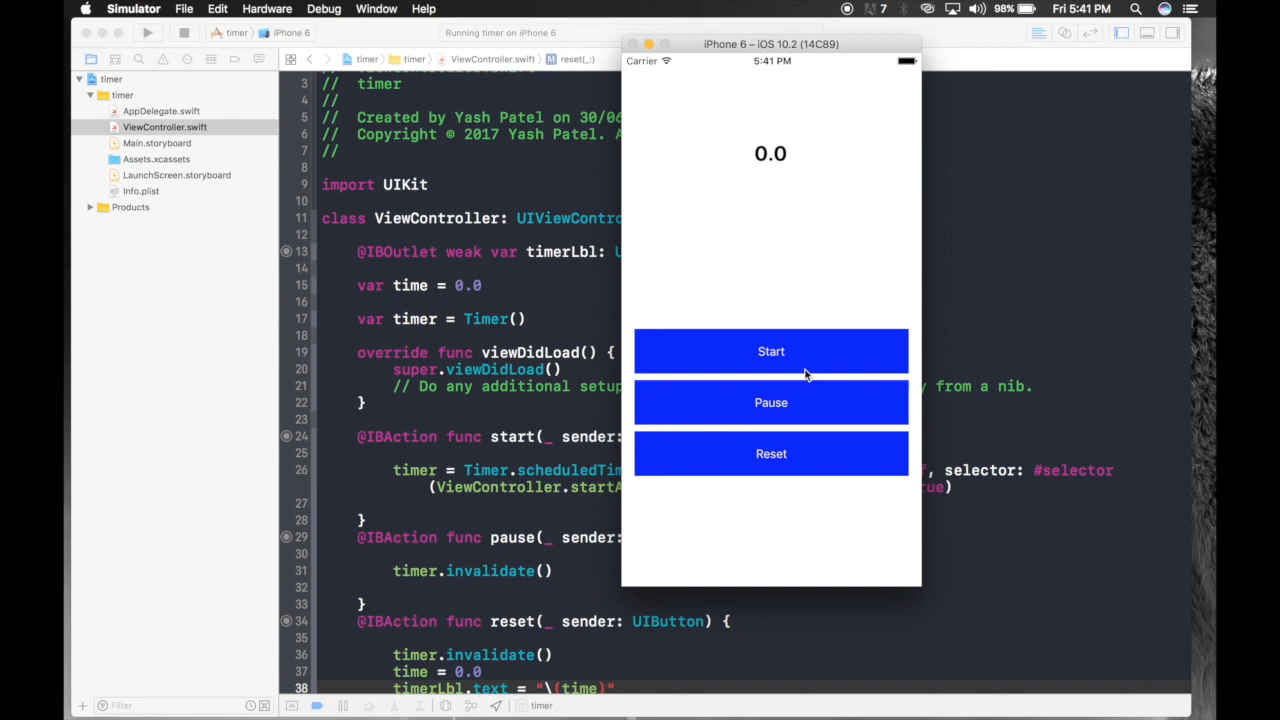 Simulator File Edit Hardware Debug Window Help 7 98% Fri 5:41 PM
timer iPhone 6 Running timer on iPhone 6
iPhone 6 – iOS 10.2 (14C89)
timer timer ViewController.swift reset(_:)
Carrier 5:41 PM
timer
timer
AppDelegate.swift
ViewController.swift
Main.storyboard
Assets.xcassets
LaunchScreen.storyboard
Info.plist
Products
3 // timer
4 //
5 // Created by Yash Patel on 30/06
6 // Copyright © 2017 Yash Patel. A
7 //
8
9 import UIKit
10
11 class ViewController: UIViewContro
12
13 @IBOutlet weak var timerLbl: U
14
15 var time = 0.0
16
17 var timer = Timer()
18
19 override func viewDidLoad() {
20 super.viewDidLoad()
21 // Do any additional setup y from a nib.
22 }
23
24 @IBAction func start(_ sender:
25
26 timer = Timer.scheduledTim , selector: #selector
(ViewController.startA ue)
27
28 }
29 @IBAction func pause(_ sender:
30
31 timer.invalidate()
32
33 }
34 @IBAction func reset(_ sender: UIButton) {
35
36 timer.invalidate()
37 time = 0.0
38 timerLbl.text = "\(time)"
0.0
Start
Pause
Reset
Filter
timer